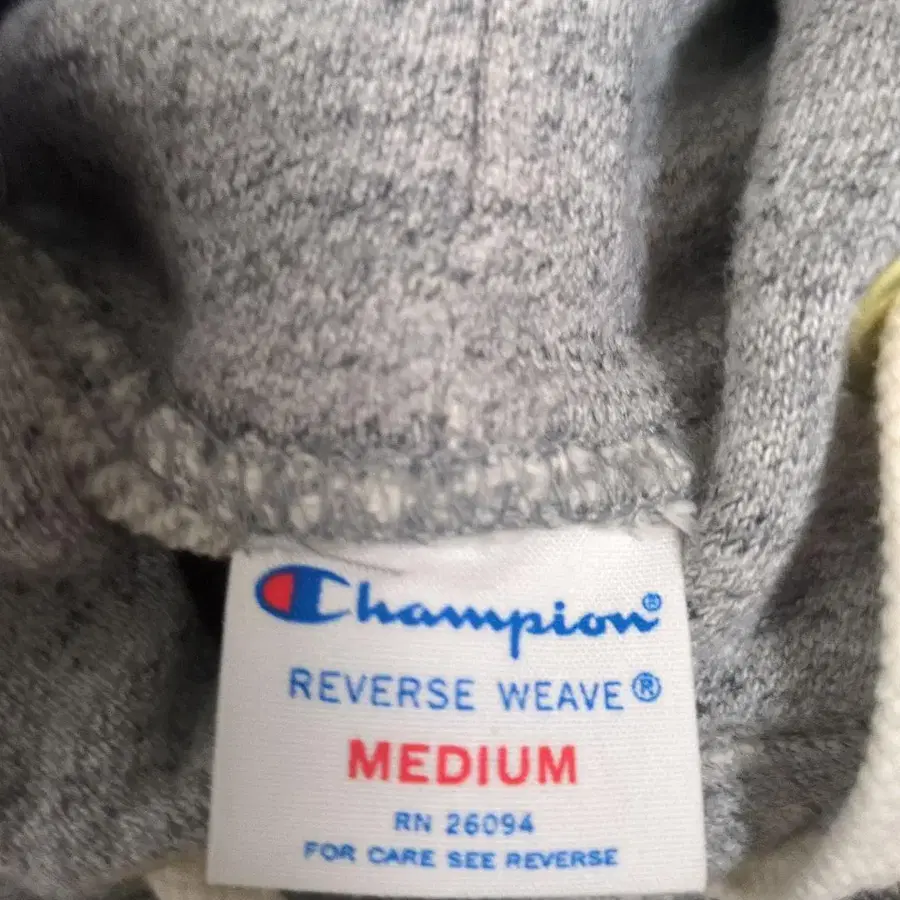 Champion®
REVERSE WEAVE®
MEDIUM
RN 26094
FOR CARE SEE REVERSE